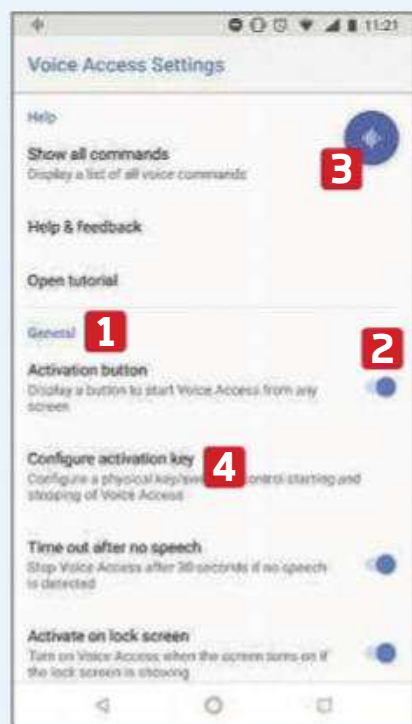 11:21
Voice Access Settings
Help
Show all commands
Display a list of all voice commands
3
Help & feedback
Open tutorial
General 1
2
Activation button
Display a button to start Voice Access from any
screen
Configure activation key 4
Configure a physical key/ control starting and
stopping of Voice Access
Time out after no speech
Stop Voice Access after 30 seconds if no speech
is detected
Activate on lock screen
Turn on Voice Access when the screen turns on if
the lock screen is showing